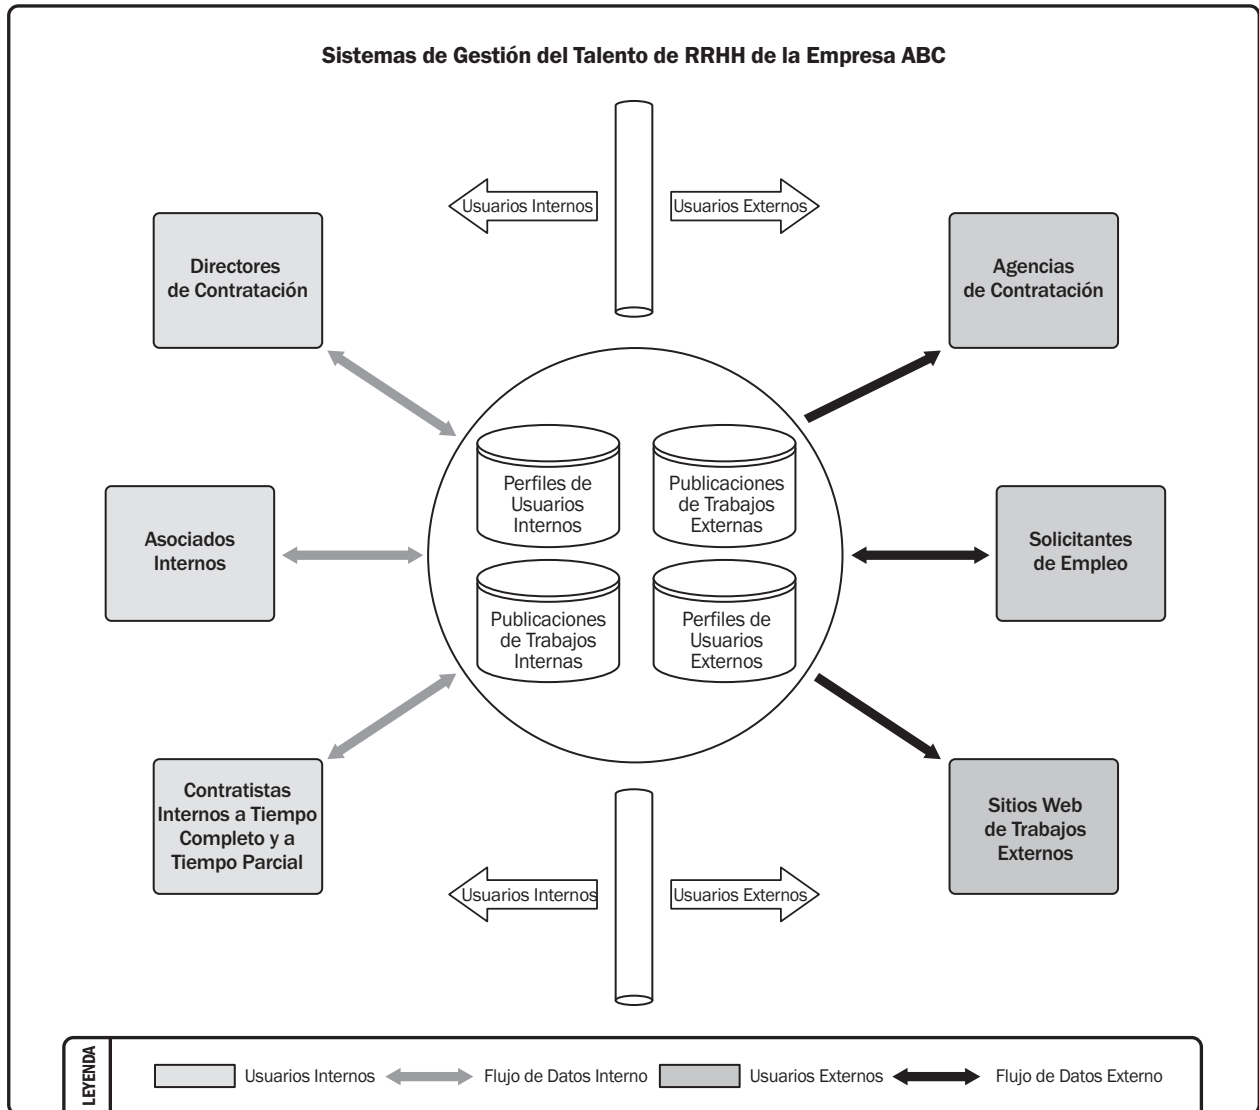 Sistemas de Gestión del Talento de RRHH de la Empresa ABC
Usuarios Internos
Usuarios Externos
Directores
de Contratación
Agencias
de Contratación
Perfiles de
Usuarios
Internos
Publicaciones
de Trabajos
Externas
Asociados
Internos
Solicitantes
de Empleo
Publicaciones
de Trabajos
Internas
Perfiles de
Usuarios
Externos
Contratistas
Internos a Tiempo
Completo y a
Tiempo Parcial
Sitios Web
de Trabajos
Externos
Usuarios Internos
Usuarios Externos
LEYENDA
Usuarios Internos
Flujo de Datos Interno
Usuarios Externos
Flujo de Datos Externo